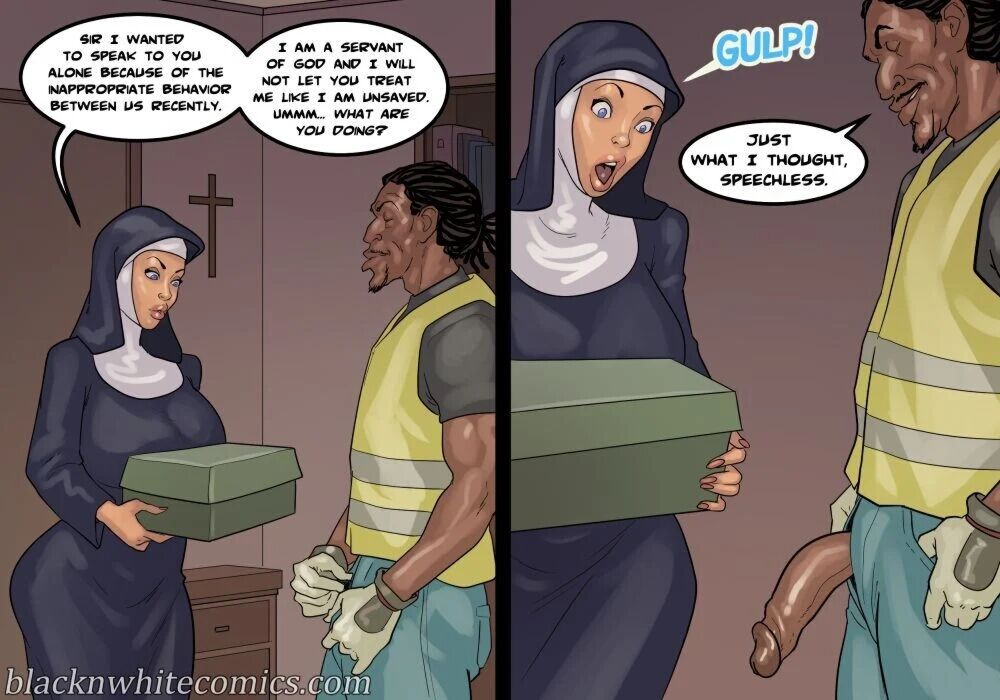 SIR I WANTED
TO SPEAK TO YOU
ALONE BECAUSE OF THE
INAPPROPRIATE BEHAVIOR
BETWEEN US RECENTLY.
I AM A SERVANT
OF GOD AND I WILL
NOT LET YOU TREAT
ME LIKE I AM UNSAVED.
UMMM... WHAT ARE
YOU DOING?
GULP!
JUST
WHAT I THOUGHT,
SPEECHLESS.
blacknwhitecomics.com